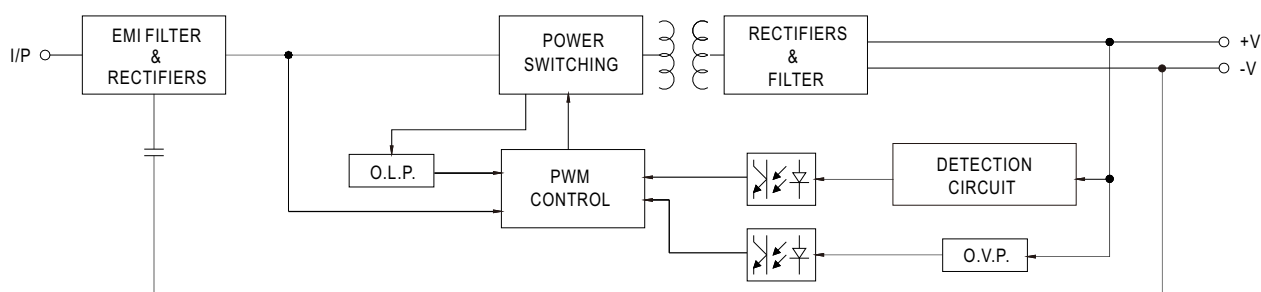 I/P
EMI FILTER
&
RECTIFIERS
POWER
SWITCHING
RECTIFIERS
&
FILTER
+V
-V
O.L.P.
PWM
CONTROL
DETECTION
CIRCUIT
O.V.P.